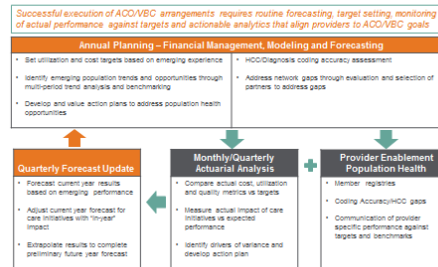 Successful execution of ACO/VBC arrangements requires routine forecasting, target setting, monitoring
of actual performance against targets and actionable analytics that align providers to ACO/VBC goals
Annual Planning – Financial Management, Modeling and Forecasting
• Set utilization and cost targets based on emerging experience
• Identify emerging population trends and opportunities through
multi-period trend analysis and benchmarking
• Develop and value action plans to address population health
opportunities
• HCC/Diagnosis coding accuracy assessment
• Address network gaps through evaluation and selection of
partners to address gaps
Quarterly Forecast Update
• Forecast current year results
based on emerging performance
• Adjust current year forecast for
care initiatives with "in-year"
impact
• Extrapolate results to complete
preliminary future year forecast
Monthly/Quarterly
Actuarial Analysis
• Compare actual cost, utilization
and quality metrics vs targets
• Measure actual impact of care
initiatives vs expected
performance
• Identify drivers of variance and
develop action plan
Provider Enablement
Population Health
• Member registries
• Coding Accuracy/HCC gaps
• Communication of provider
specific performance against
targets and benchmarks